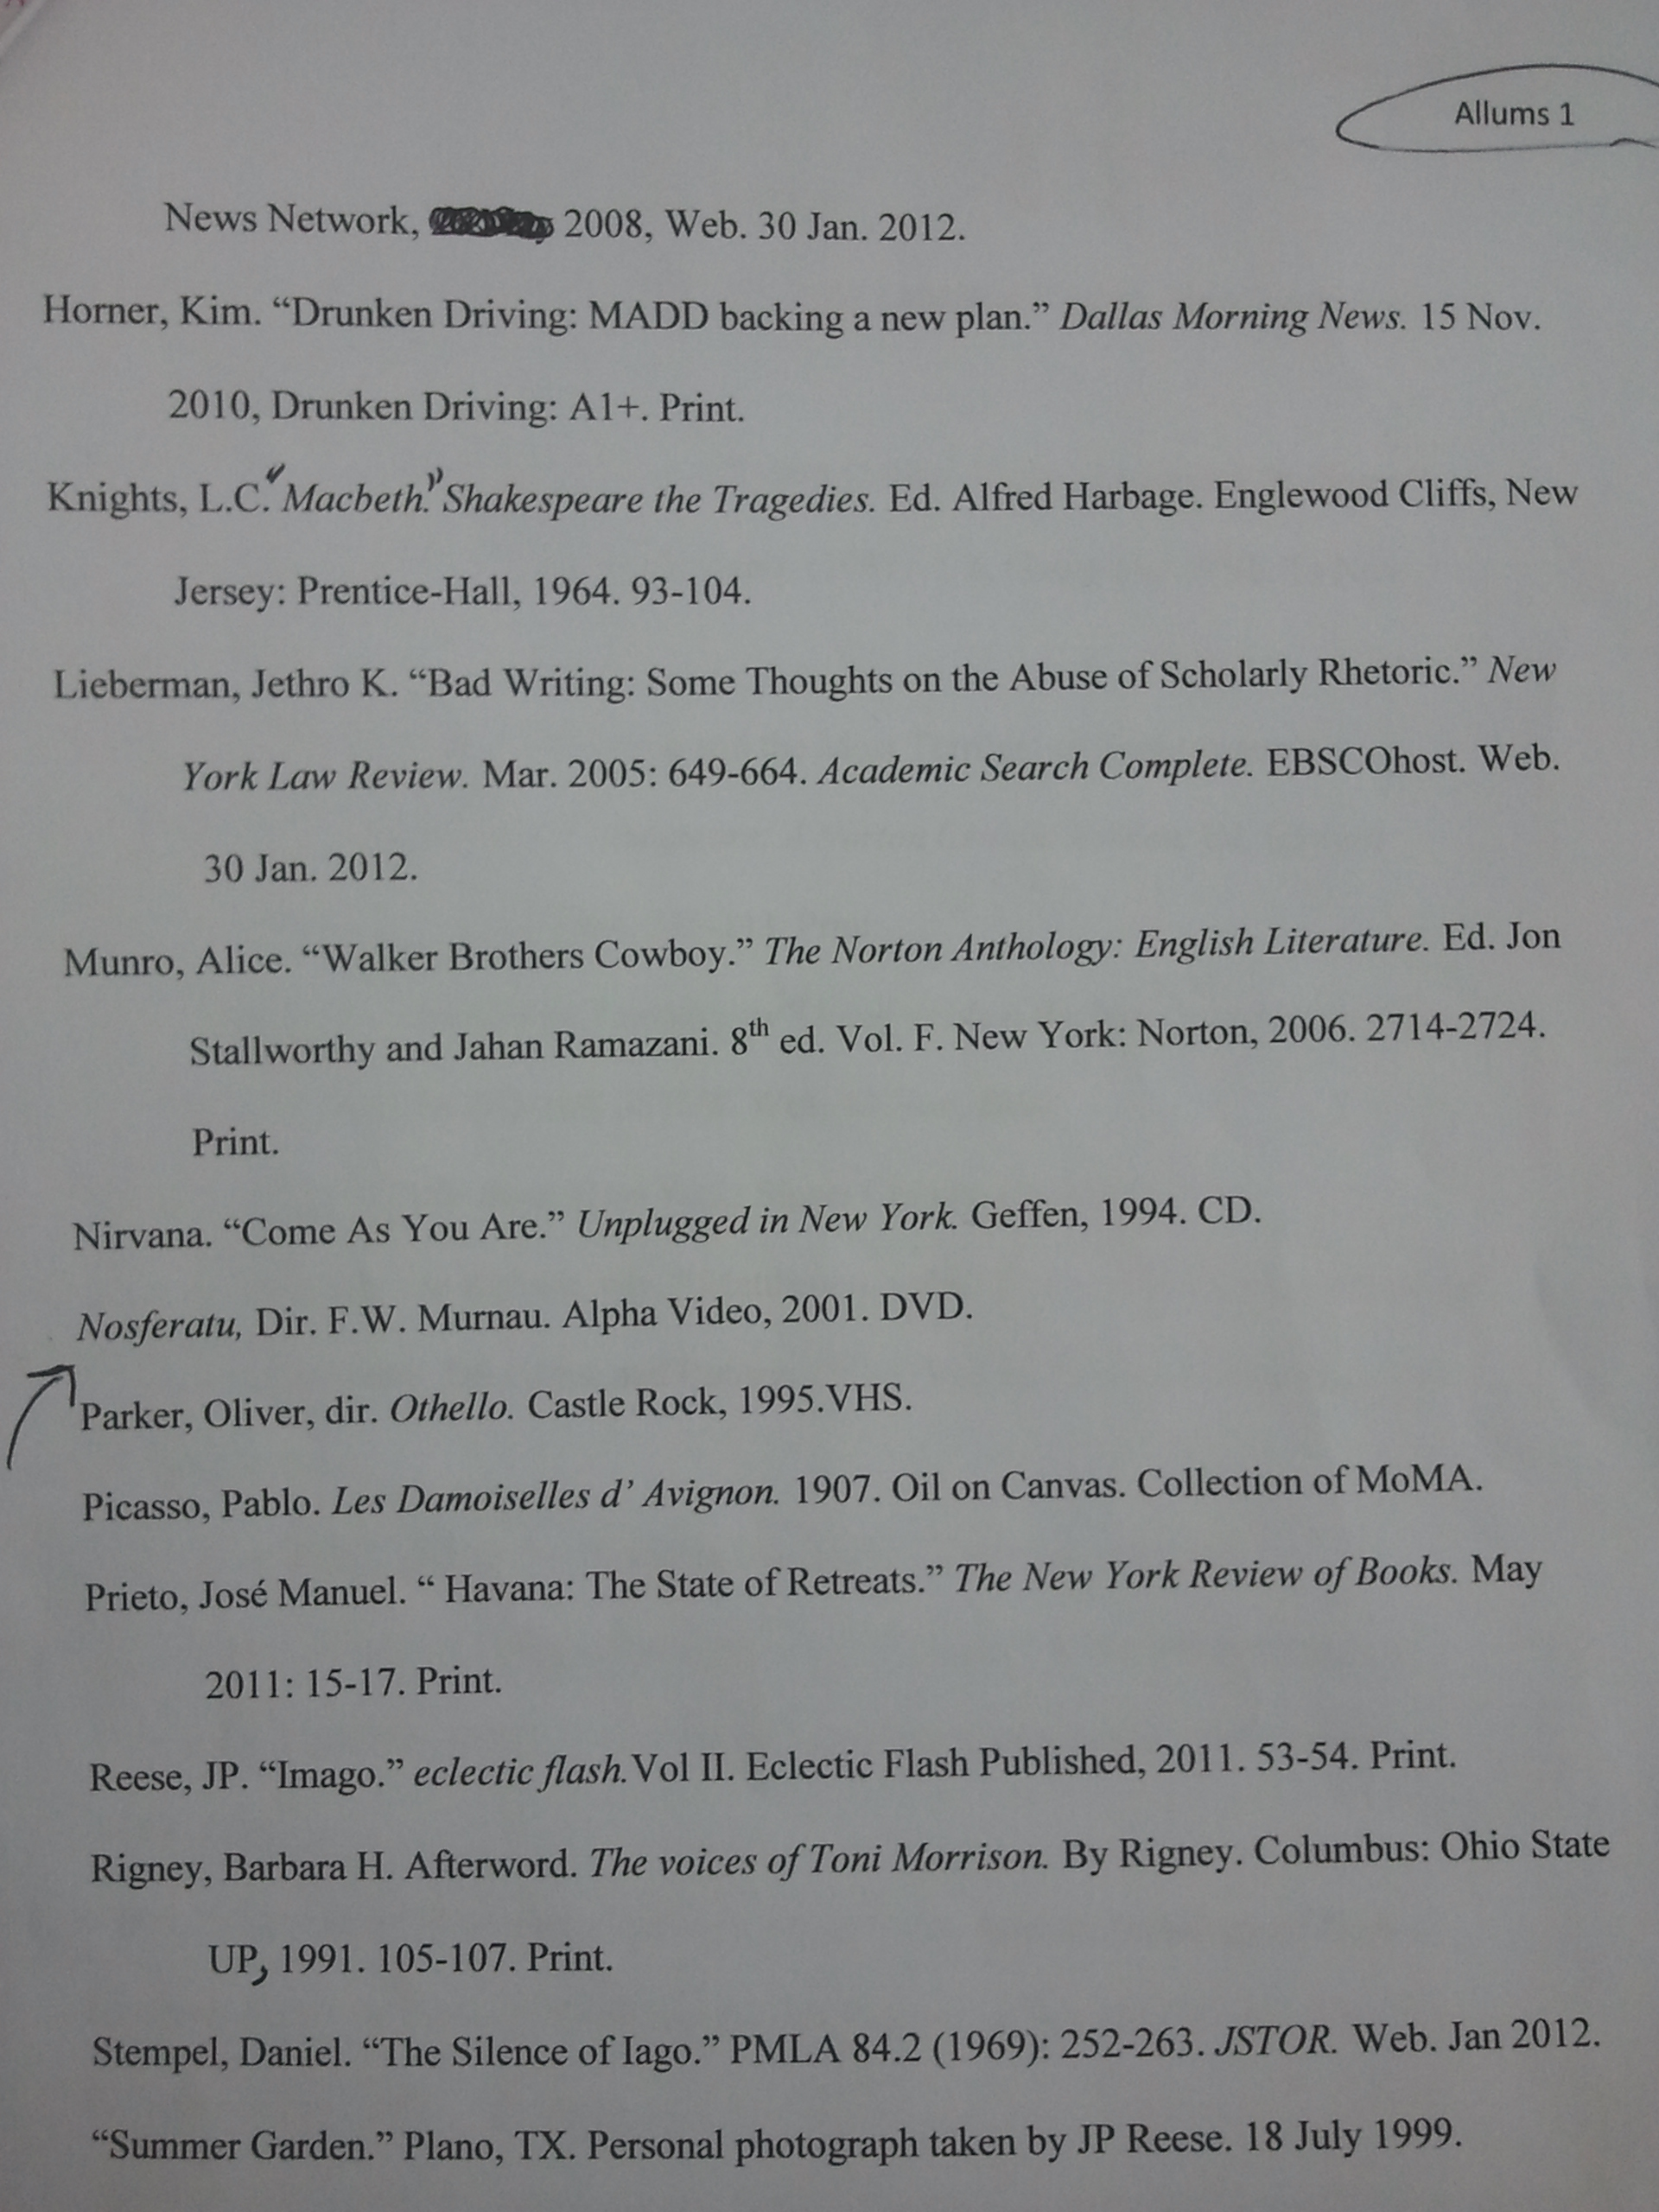 Allums 1
News Network, 2008, Web. 30 Jan. 2012.
Horner, Kim. “Drunken Driving: MADD backing a new plan.” Dallas Morning News. 15 Nov.
2010, Drunken Driving: A1+. Print.
Knights, L.C. “Macbeth.” Shakespeare the Tragedies. Ed. Alfred Harbage. Englewood Cliffs, New
Jersey: Prentice-Hall, 1964. 93-104.
Lieberman, Jethro K. “Bad Writing: Some Thoughts on the Abuse of Scholarly Rhetoric.” New
York Law Review. Mar. 2005: 649-664. Academic Search Complete. EBSCOhost. Web.
30 Jan. 2012.
Munro, Alice. “Walker Brothers Cowboy.” The Norton Anthology: English Literature. Ed. Jon
Stallworthy and Jahan Ramazani. 8th ed. Vol. F. New York: Norton, 2006. 2714-2724.
Print.
Nirvana. “Come As You Are.” Unplugged in New York. Geffen, 1994. CD.
Nosferatu, Dir. F.W. Murnau. Alpha Video, 2001. DVD.
Parker, Oliver, dir. Othello. Castle Rock, 1995.VHS.
Picasso, Pablo. Les Damoiselles d’ Avignon. 1907. Oil on Canvas. Collection of MoMA.
Prieto, José Manuel. “ Havana: The State of Retreats.” The New York Review of Books. May
2011: 15-17. Print.
Reese, JP. “Imago.” eclectic flash. Vol II. Eclectic Flash Published, 2011. 53-54. Print.
Rigney, Barbara H. Afterword. The voices of Toni Morrison. By Rigney. Columbus: Ohio State
UP, 1991. 105-107. Print.
Stempel, Daniel. “The Silence of Iago.” PMLA 84.2 (1969): 252-263. JSTOR. Web. Jan 2012.
“Summer Garden.” Plano, TX. Personal photograph taken by JP Reese. 18 July 1999.